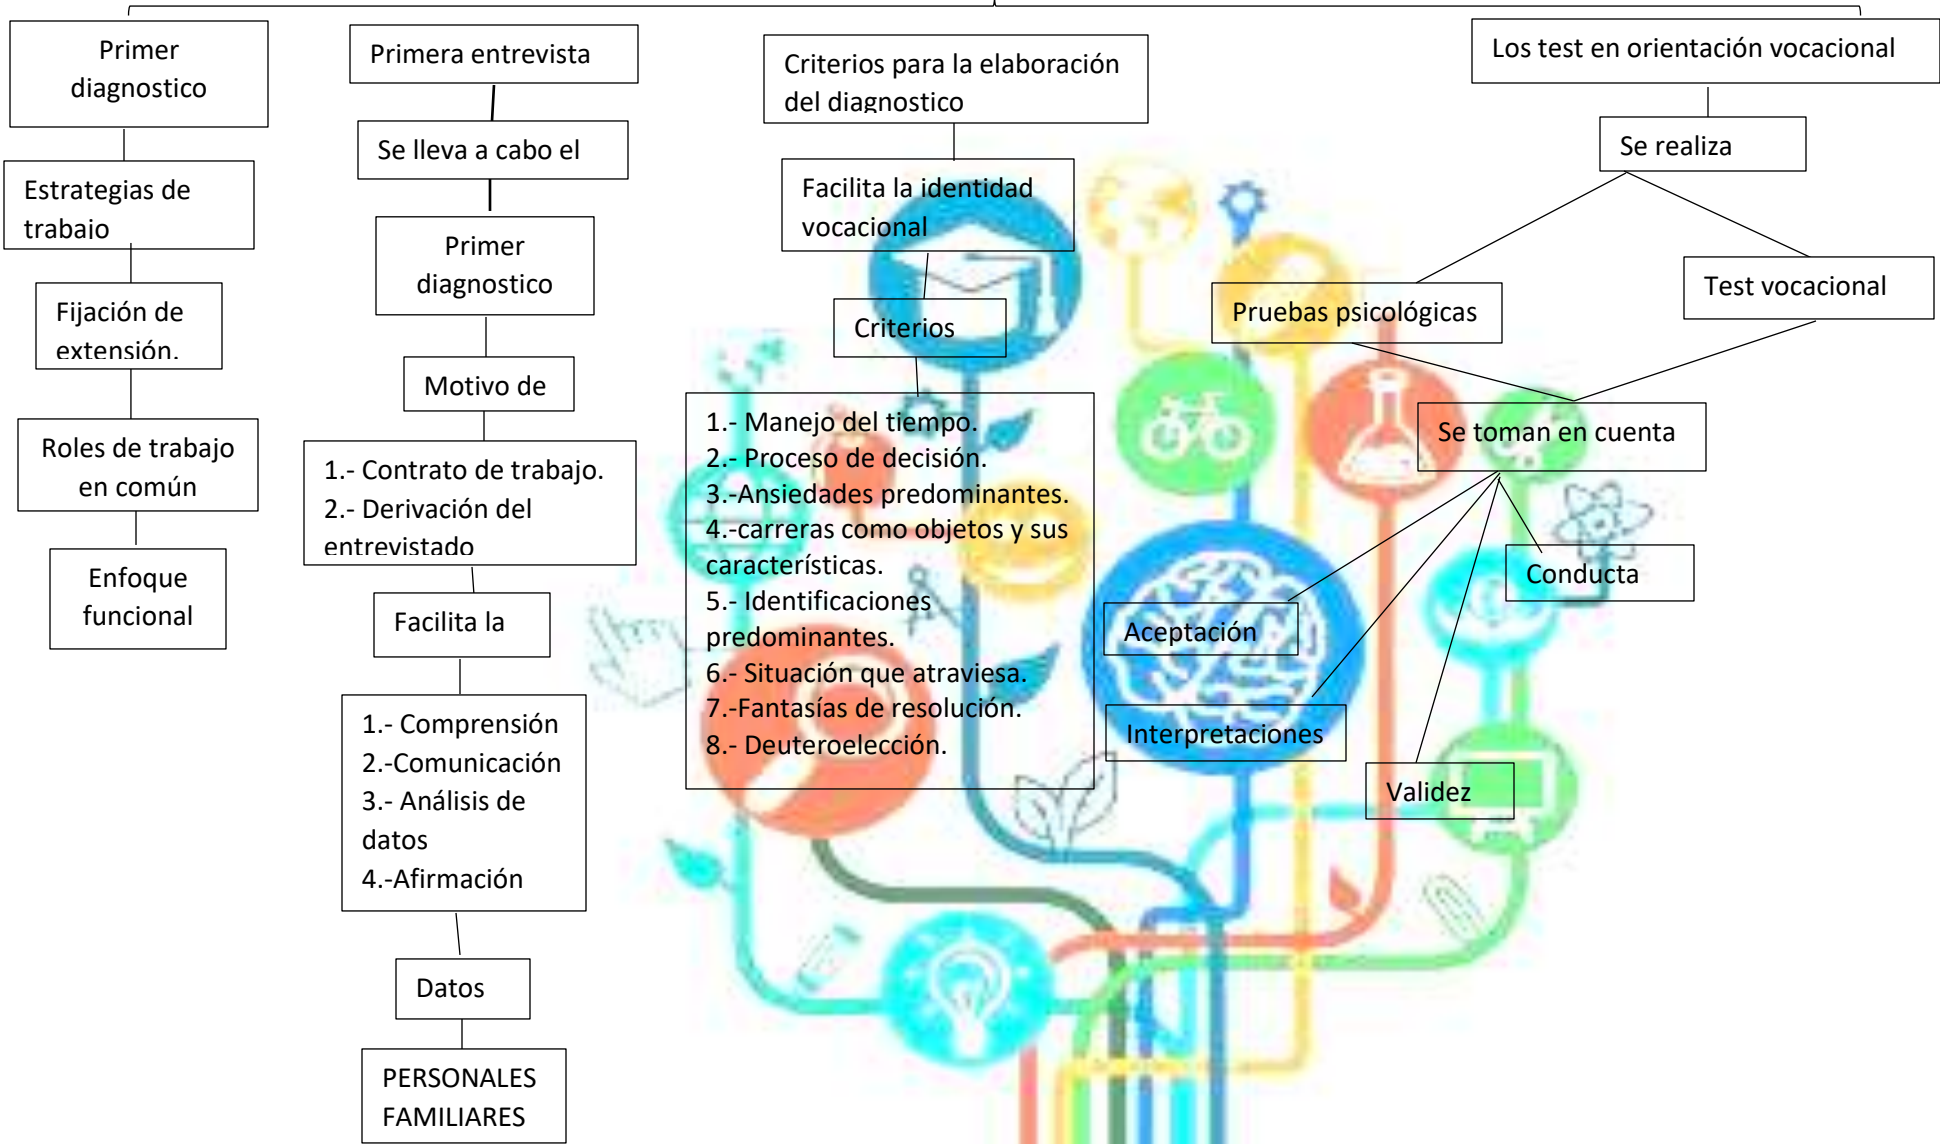 Primer
diagnostico
Estrategias de
trabajo
Fijación de
extensión.
Roles de trabajo
en común
Enfoque
funcional
Primera entrevista
Se lleva a cabo el
Primer
diagnostico
Motivo de
1.- Contrato de trabajo.
2.- Derivación del
entrevistado
Facilita la
1.- Comprensión
2.-Comunicación
3.- Análisis de
datos
4.-Afirmación
Datos
PERSONALES
FAMILIARES
Criterios para la elaboración
del diagnostico
Facilita la identidad
vocacional
Criterios
1.- Manejo del tiempo.
2.- Proceso de decisión.
3.-Ansiedades predominantes.
4.-carreras como objetos y sus
características.
5.- Identificaciones
predominantes.
6.- Situación que atraviesa.
7.-Fantasías de resolución.
8.- Deuteroelección.
Los test en orientación vocacional
Se realiza
Pruebas psicológicas
Test vocacional
Se toman en cuenta
Aceptación
Interpretaciones
Validez
Conducta